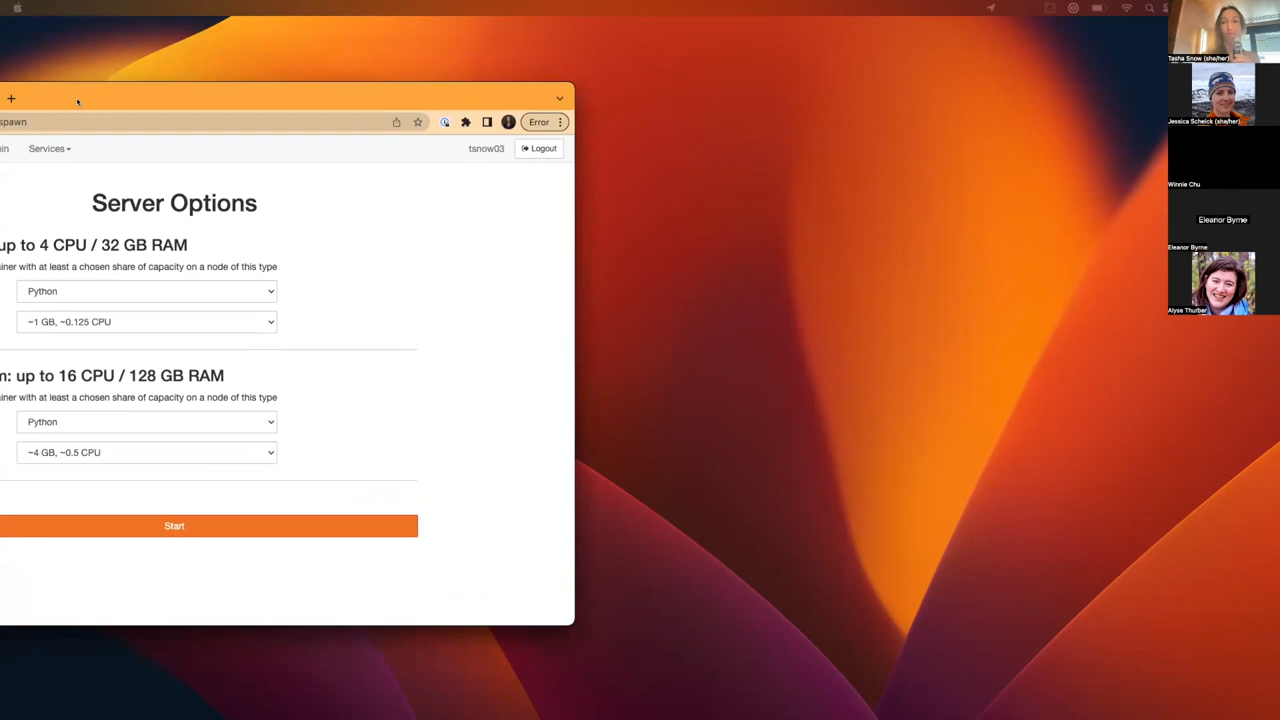 spawn
Error
in
Services
tsnow03
Logout
Server Options
up to 4 CPU / 32 GB RAM
ainer with at least a chosen share of capacity on a node of this type
Python
~1 GB, ~0.125 CPU
m: up to 16 CPU / 128 GB RAM
ainer with at least a chosen share of capacity on a node of this type
Python
~4 GB, ~0.5 CPU
Start
Tasha Snow (she/her)
Jessica Scheick (she/her)
Winnie Chu
Eleanor Byrne
Eleanor Byrne
Alyse Thurber